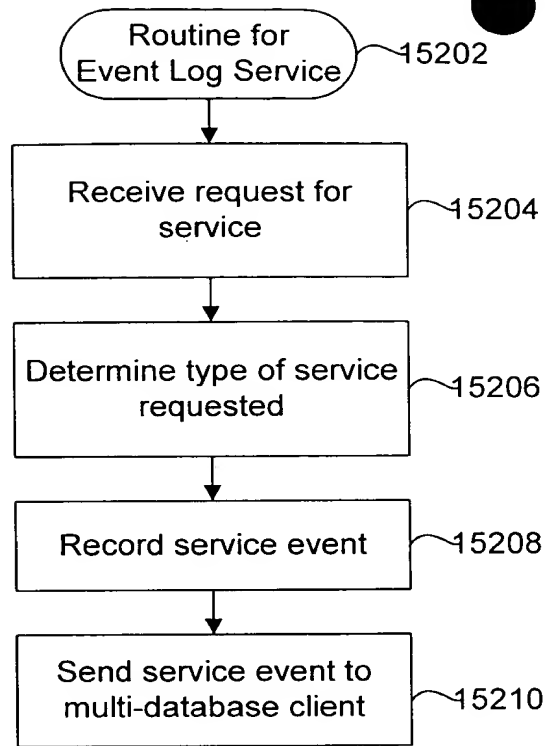 Routine for
Event Log Service
15202
Receive request for
service
15204
Determine type of service
requested
15206
Record service event
15208
Send service event to
multi-database client
15210